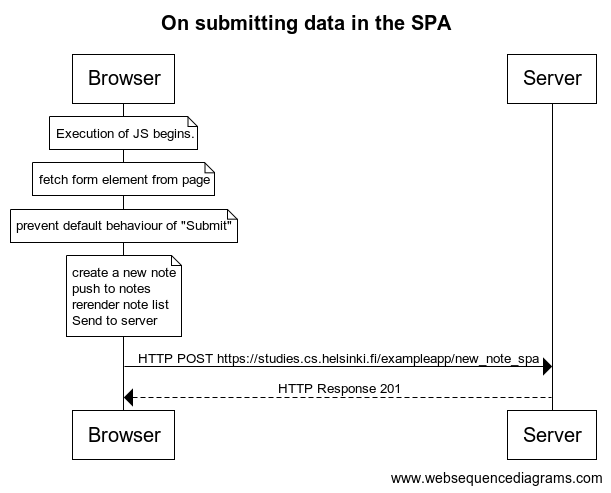 On submitting data in the SPA
Browser
Server
Execution of JS begins.
fetch form element from page
prevent default behaviour of "Submit"
create a new note
push to notes
rerender note list
Send to server
HTTP POST https://studies.cs.helsinki.fi/exampleapp/new_note_spa
HTTP Response 201
Browser
Server
www.websequencediagrams.com